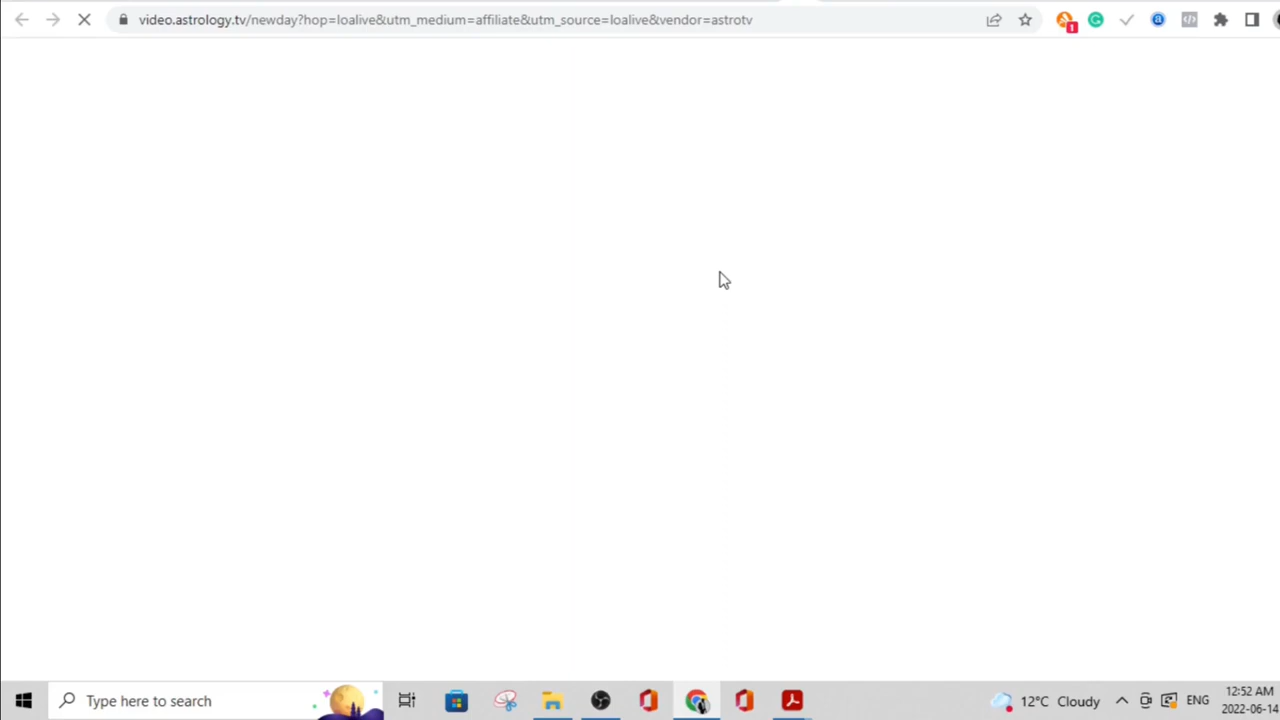 video.astrology.tv/newday?hop=loalive&utm_medium=affiliate&utm_source=loalive&vendor=astrotv
1
Type here to search
12°C Cloudy
ENG
12:52 AM
2022-06-14